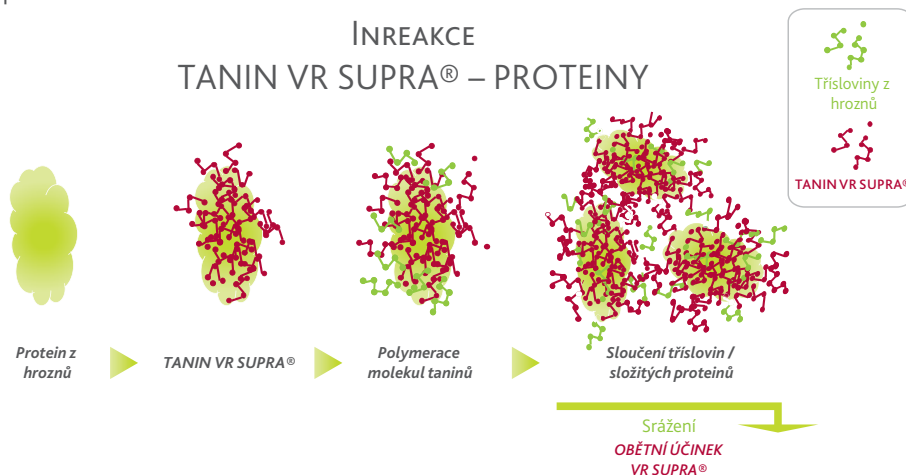 INREAKCE
TANIN VR SUPRA® – PROTEINY
Třísloviny z
hroznů
TANIN VR SUPRA®
Protein z
hroznů
TANIN VR SUPRA®
Polymerace
molekul taninů
Sloučení tříslovin /
složitých proteinů
Srážení
OBĚTNÍ ÚČINEK
VR SUPRA®